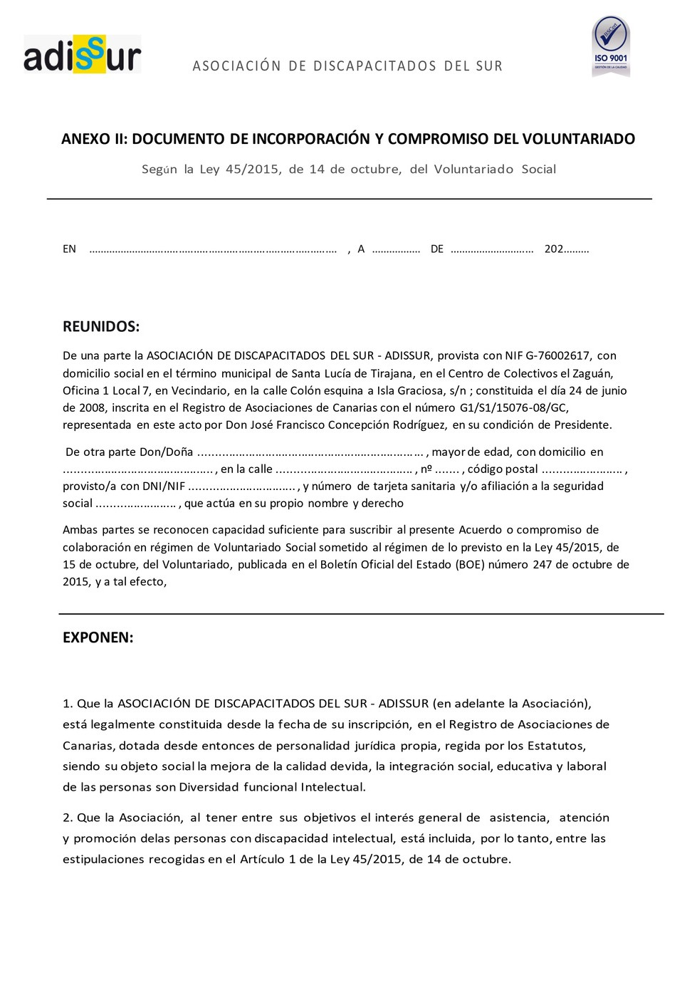 adissur
ASOCIACIÓN DE DISCAPACITADOS DEL SUR
BSCert
ISO 9001
GESTIÓN DE LA CALIDAD
ANEXO II: DOCUMENTO DE INCORPORACIÓN Y COMPROMISO DEL VOLUNTARIADO
Según la Ley 45/2015, de 14 de octubre, del Voluntariado Social
EN ....................................................................................... , A ................. DE ............................. 202.........
REUNIDOS:
De una parte la ASOCIACIÓN DE DISCAPACITADOS DEL SUR - ADISSUR, provista con NIF G-76002617, con
domicilio social en el término municipal de Santa Lucía de Tirajana, en el Centro de Colectivos el Zaguán,
Oficina 1 Local 7, en Vecindario, en la calle Colón esquina a Isla Graciosa, s/n ; constituida el día 24 de junio
de 2008, inscrita en el Registro de Asociaciones de Canarias con el número G1/S1/15076-08/GC,
representada en este acto por Don José Francisco Concepción Rodríguez, en su condición de Presidente.
De otra parte Don/Doña ................................................................ , mayor de edad, con domicilio en
.......................................... , en la calle ....................................... , nº ....... , código postal ....................... ,
provisto/a con DNI/NIF .............................. , y número de tarjeta sanitaria y/o afiliación a la seguridad
social ....................... , que actúa en su propio nombre y derecho
Ambas partes se reconocen capacidad suficiente para suscribir al presente Acuerdo o compromiso de
colaboración en régimen de Voluntariado Social sometido al régimen de lo previsto en la Ley 45/2015, de
15 de octubre, del Voluntariado, publicada en el Boletín Oficial del Estado (BOE) número 247 de octubre de
2015, y a tal efecto,
EXPONEN:
1. Que la ASOCIACIÓN DE DISCAPACITADOS DEL SUR - ADISSUR (en adelante la Asociación),
está legalmente constituida desde la fecha de su inscripción, en el Registro de Asociaciones de
Canarias, dotada desde entonces de personalidad jurídica propia, regida por los Estatutos,
siendo su objeto social la mejora de la calidad devida, la integración social, educativa y laboral
de las personas son Diversidad funcional Intelectual.
2. Que la Asociación, al tener entre sus objetivos el interés general de asistencia, atención
y promoción delas personas con discapacidad intelectual, está incluida, por lo tanto, entre las
estipulaciones recogidas en el Artículo 1 de la Ley 45/2015, de 14 de octubre.